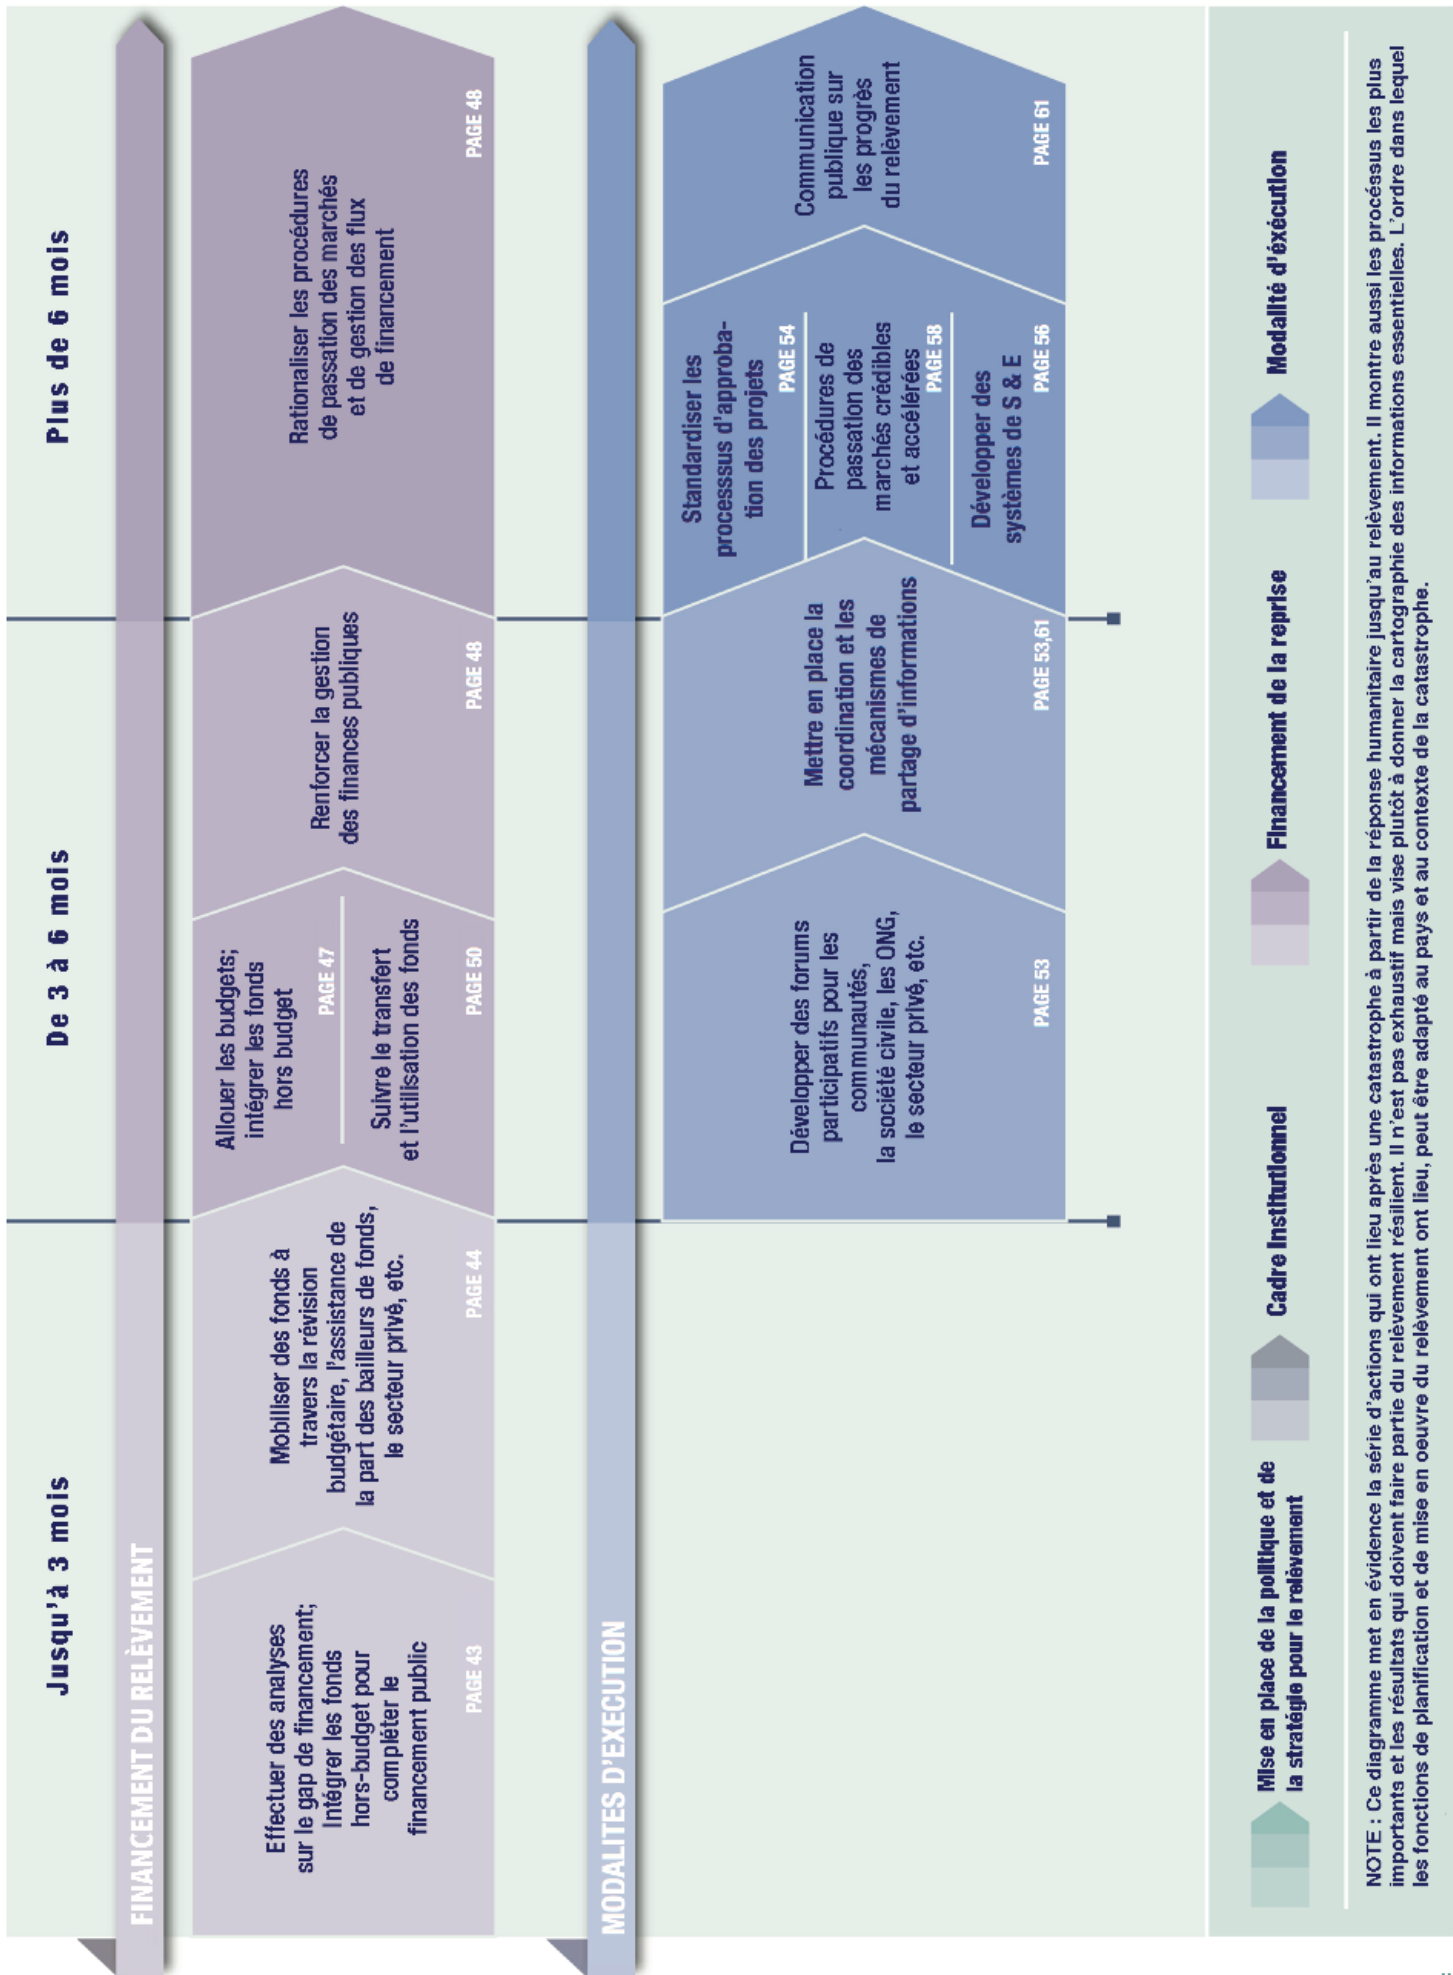 Jusqu'à 3 mois
De 3 à 6 mois
Plus de 6 mois
FINANCEMENT DU RELÈVEMENT
Effectuer des analyses
sur le gap de financement;
Intégrer les fonds
hors-budget pour
compléter le
financement public
PAGE 43
Mobiliser des fonds à
travers la révision
budgétaire, l'assistance de
la part des bailleurs de fonds,
le secteur privé, etc.
PAGE 44
Allouer les budgets;
intégrer les fonds
hors budget
PAGE 47
Suivre le transfert
et l'utilisation des fonds
PAGE 50
Renforcer la gestion
des finances publiques
PAGE 48
Rationaliser les procédures
de passation des marchés
et de gestion des flux
de financement
PAGE 48
MODALITES D'EXECUTION
Développer des forums
participatifs pour les
communautés,
la société civile, les ONG,
le secteur privé, etc.
PAGE 53
Mettre en place la
coordination et les
mécanismes de
partage d'informations
PAGE 53,61
Standardiser les
processsus d'approba-
tion des projets
PAGE 54
Procédures de
passation des
marchés crédibles
et accélérées
PAGE 58
Développer des
systèmes de S & E
PAGE 56
Communication
publique sur
les progrès
du relèvement
PAGE 61
Mise en place de la politique et de
la stratégie pour le relèvement
Cadre Institutionnel
Financement de la reprise
Modalité d'éxécution
NOTE : Ce diagramme met en évidence la série d'actions qui ont lieu après une catastrophe à partir de la réponse humanitaire jusqu'au relèvement. Il montre aussi les procéssus les plus
importants et les résultats qui doivent faire partie du relèvement résilient. Il n'est pas exhaustif mais vise plutôt à donner la cartographie des informations essentielles. L'ordre dans lequel
les fonctions de planification et de mise en oeuvre du relèvement ont lieu, peut être adapté au pays et au contexte de la catastrophe.